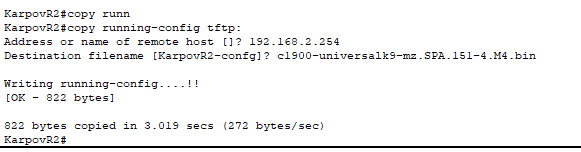 KarpovR2#copy runn
KarpovR2#copy running-config tftp:
Address or name of remote host []? 192.168.2.254
Destination filename [KarpovR2-confg]? c1900-universalk9-mz.SPA.151-4.M4.bin
Writing running-config....!!
[OK - 822 bytes]
822 bytes copied in 3.019 secs (272 bytes/sec)
KarpovR2#